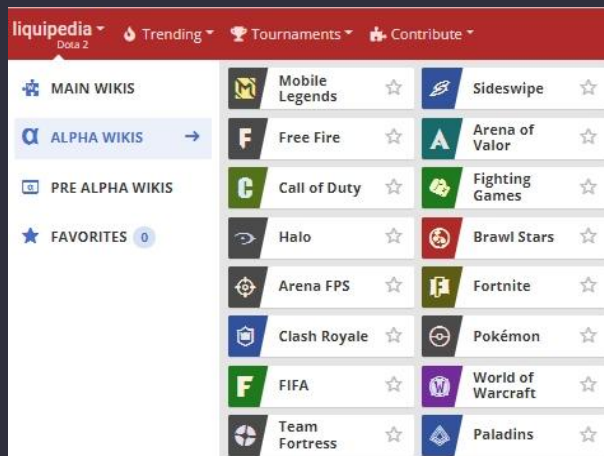 liquipedia
Dota 2
Trending
Tournaments
Contribute
MAIN WIKIS
α ALPHA WIKIS →
PRE ALPHA WIKIS
FAVORITES 0
Mobile
Legends
Sideswipe
Free Fire
Arena of
Valor
Call of Duty
Fighting
Games
Halo
Brawl Stars
Arena FPS
Fortnite
Clash Royale
Pokémon
FIFA
World of
Warcraft
Team
Fortress
Paladins